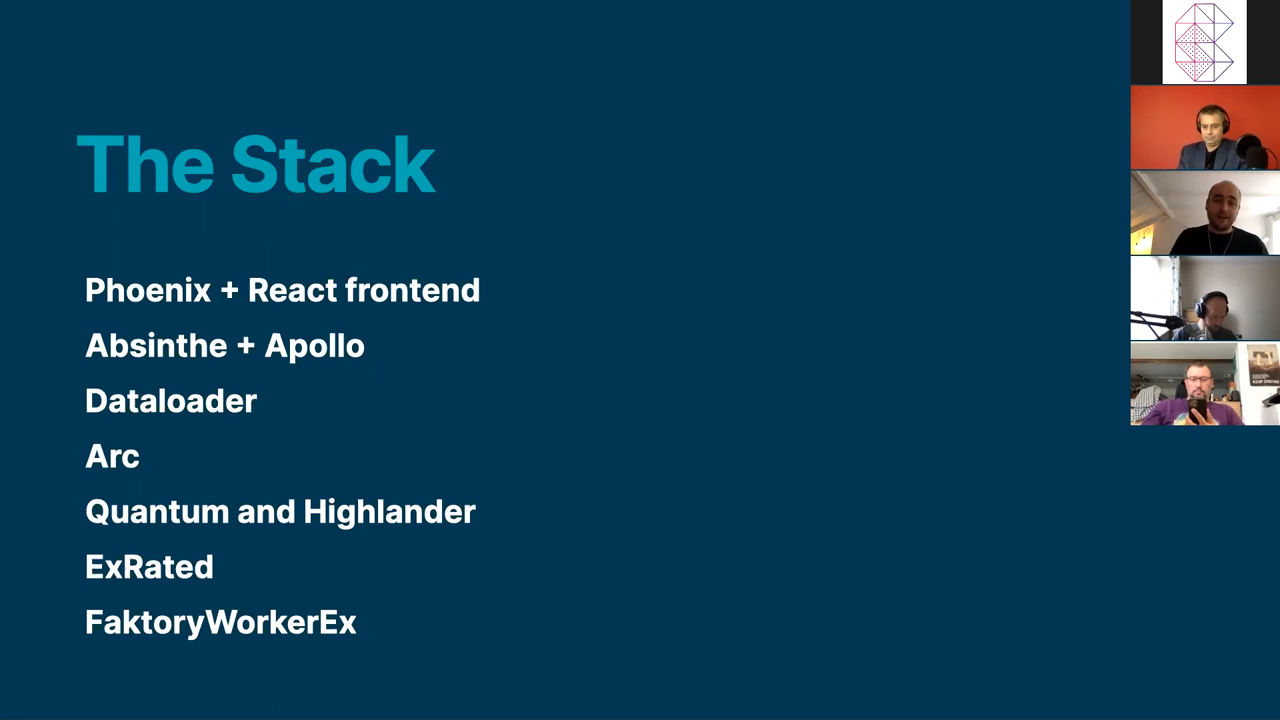 The Stack
Phoenix + React frontend
Absinthe + Apollo
Dataloader
Arc
Quantum and Highlander
ExRated
FaktoryWorkerEx